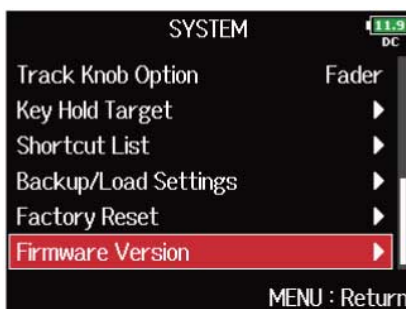 SYSTEM
11.9
DC
Track Knob Option Fader
Key Hold Target
Shortcut List
Backup/Load Settings
Factory Reset
Firmware Version
MENU : Return